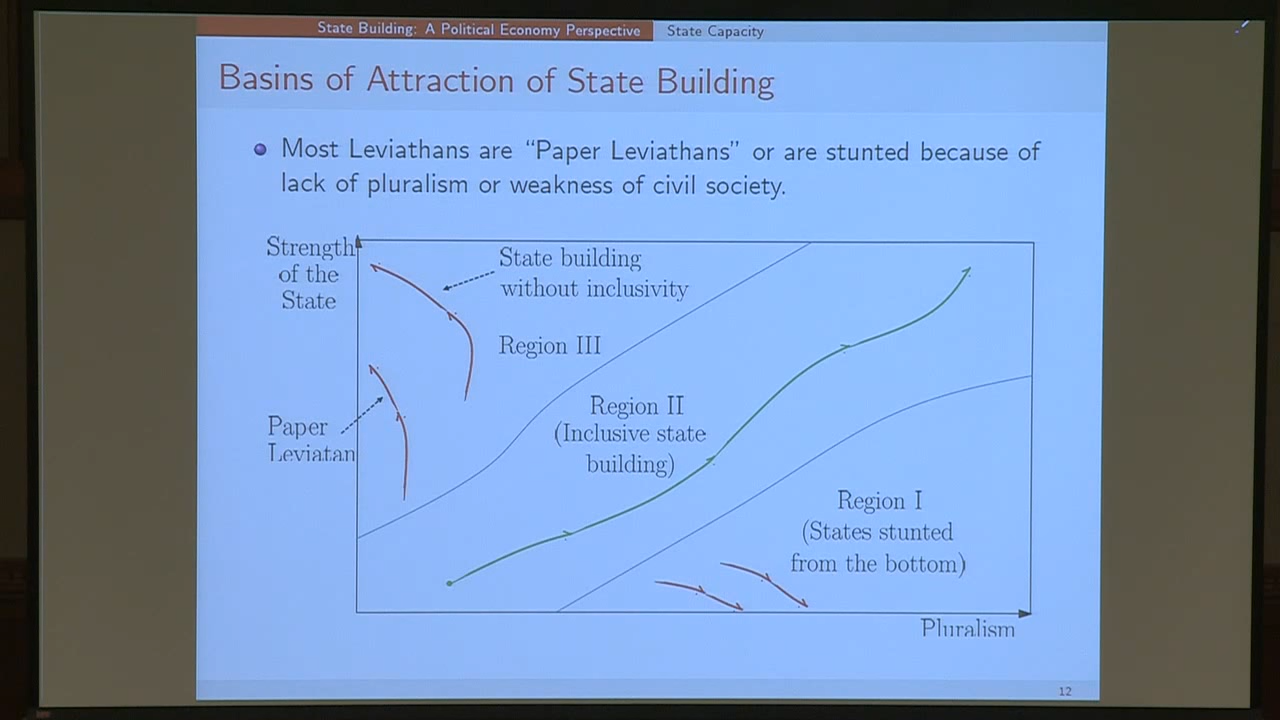 State Building: A Political Economy Perspective State Capacity
Basins of Attraction of State Building
Most Leviathans are “Paper Leviathans” or are stunted because of
lack of pluralism or weakness of civil society.
Strength
of the
State
State building
without inclusivity
Region III
Paper
Leviatan
Region II
(Inclusive state
building)
Region I
(States stunted
from the bottom)
Pluralism
12